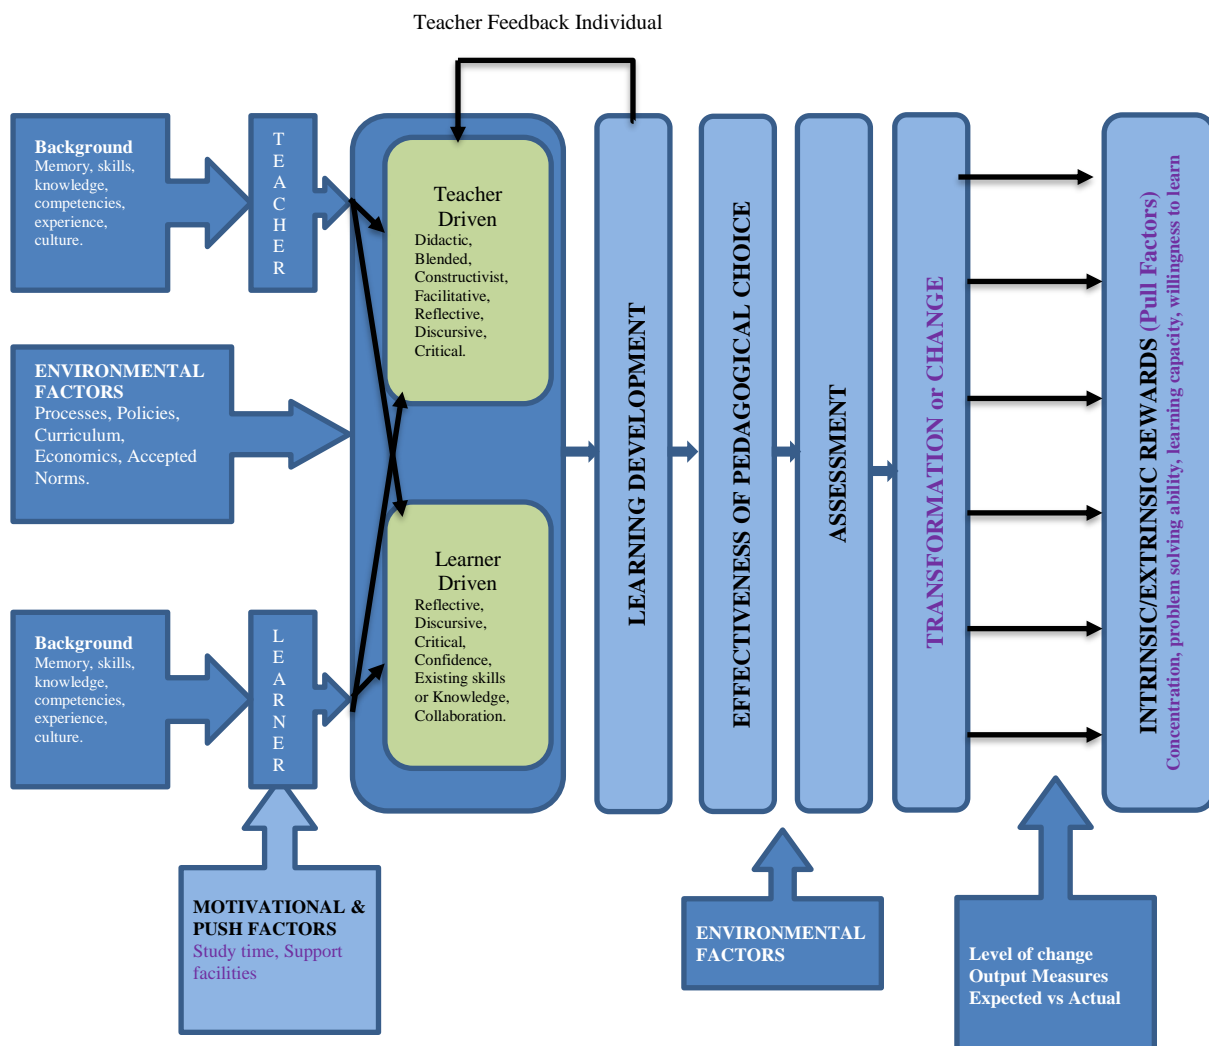 Teacher Feedback Individual
Background
Memory, skills,
knowledge,
competencies,
experience,
culture.
T
E
A
C
H
E
R
Teacher
Driven
Didactic,
Blended,
Constructivist,
Facilitative,
Reflective,
Discursive,
Critical.
ENVIRONMENTAL
FACTORS
Processes, Policies,
Curriculum,
Economics, Accepted
Norms.
Background
Memory, skills,
knowledge,
competencies,
experience,
culture.
L
E
A
R
N
E
R
Learner
Driven
Reflective,
Discursive,
Critical,
Confidence,
Existing skills
or Knowledge,
Collaboration.
LEARNING DEVELOPMENT
EFFECTIVENESS OF PEDAGOGICAL CHOICE
ASSESSMENT
TRANSFORMATION or CHANGE
INTRINSIC/EXTRINSIC REWARDS (Pull Factors)
Concentration, problem solving ability, learning capacity, willingness to learn
MOTIVATIONAL &
PUSH FACTORS
Study time, Support
facilities
ENVIRONMENTAL
FACTORS
Level of change
Output Measures
Expected vs Actual